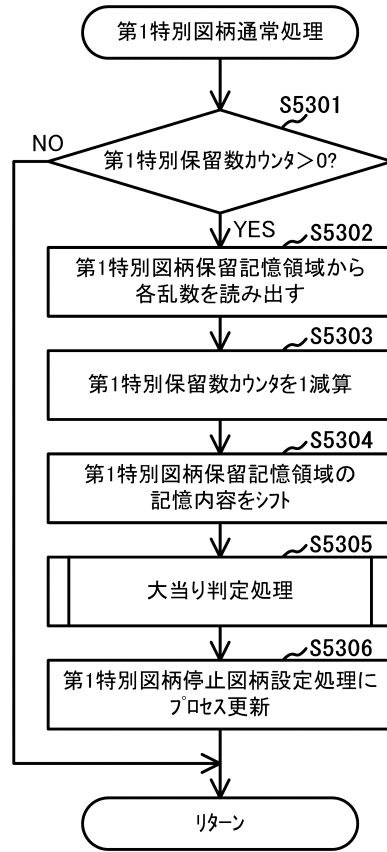 第1特別図柄通常処理
S5301
NO
第1特別保留数カウンタ>0?
YES
S5302
第1特別図柄保留記憶領域から
各乱数を読み出す
S5303
第1特別保留数カウンタを1減算
S5304
第1特別図柄保留記憶領域の
記憶内容をシフト
S5305
大当り判定処理
S5306
第1特別図柄停止図柄設定処理に
プロセス更新
リターン